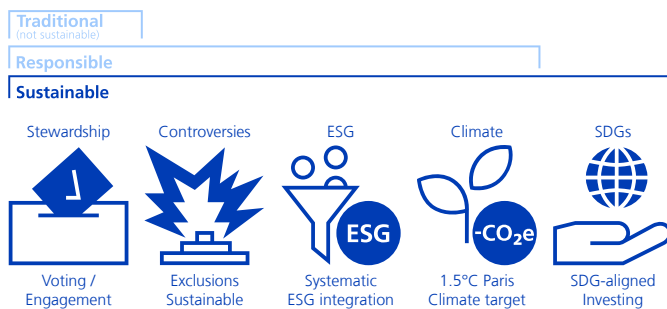 Traditional
(not sustainable)
Responsible
Sustainable
Stewardship Controversies ESG Climate SDGs
ESG -CO₂e
Voting / Exclusions Systematic 1.5°C Paris SDG-aligned
Engagement Sustainable ESG integration Climate target Investing